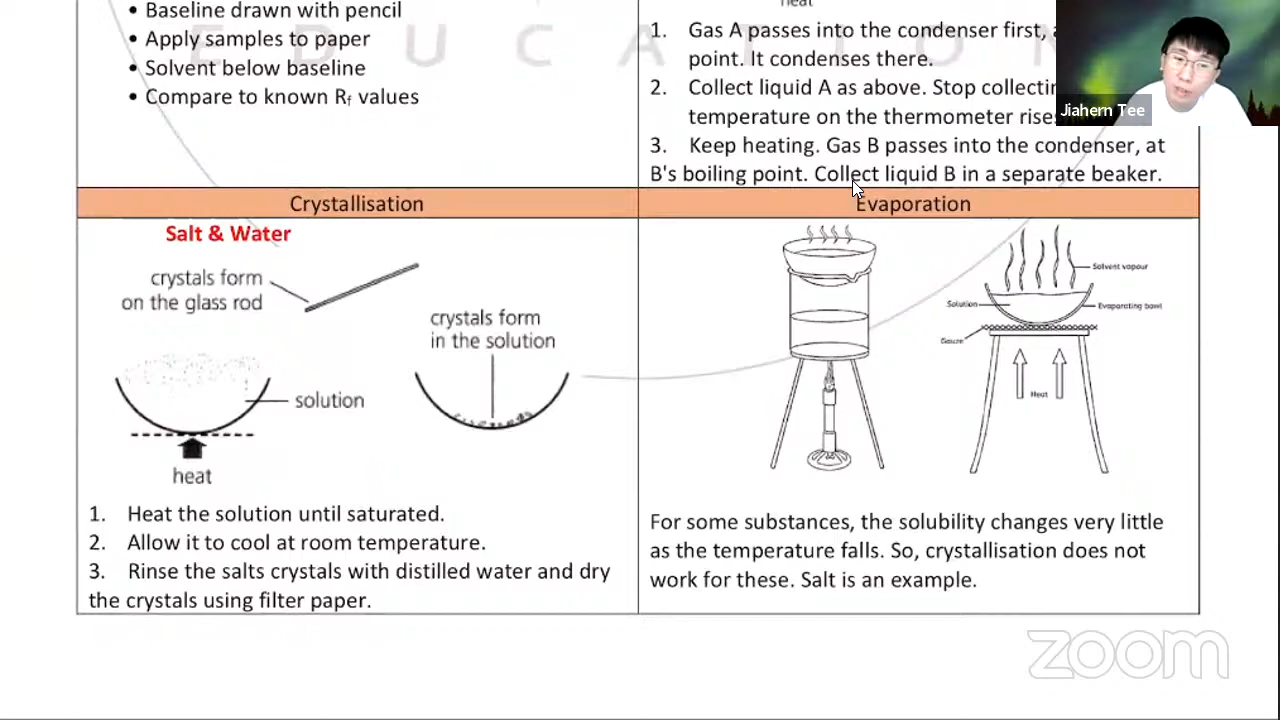 • Baseline drawn with pencil
• Apply samples to paper
• Solvent below baseline
• Compare to known Rf values
heat
1. Gas A passes into the condenser first,
point. It condenses there.
2. Collect liquid A as above. Stop collectin
temperature on the thermometer rise
3. Keep heating. Gas B passes into the condenser, at
B's boiling point. Collect liquid B in a separate beaker.
EDUCATION
Jiahern Tee
Crystallisation
Evaporation
Salt & Water
crystals form
on the glass rod
crystals form
in the solution
solution
heat
1. Heat the solution until saturated.
2. Allow it to cool at room temperature.
3. Rinse the salts crystals with distilled water and dry
the crystals using filter paper.
Solvent vapour
Solution
Evaporating bowl
Gauze
Heat
For some substances, the solubility changes very little
as the temperature falls. So, crystallisation does not
work for these. Salt is an example.
zoom